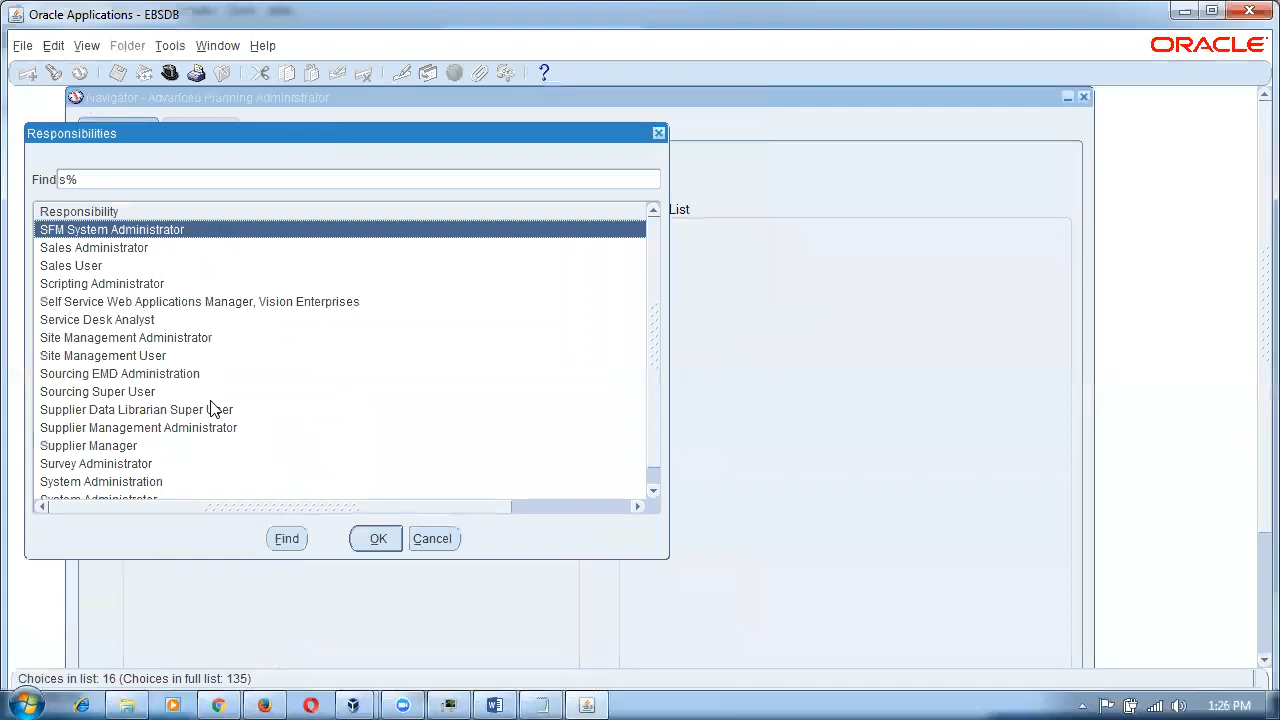 Oracle Applications - EBSDB
File Edit View Folder Tools Window Help
ORACLE
Navigator - Advanced Planning Administrator
Responsibilities
Find s%
List
Responsibility
SFM System Administrator
Sales Administrator
Sales User
Scripting Administrator
Self Service Web Applications Manager, Vision Enterprises
Service Desk Analyst
Site Management Administrator
Site Management User
Sourcing EMD Administration
Sourcing Super User
Supplier Data Librarian Super User
Supplier Management Administrator
Supplier Manager
Survey Administrator
System Administration
System Administrator
Find OK Cancel
Choices in list: 16 (Choices in full list: 135)
1:26 PM